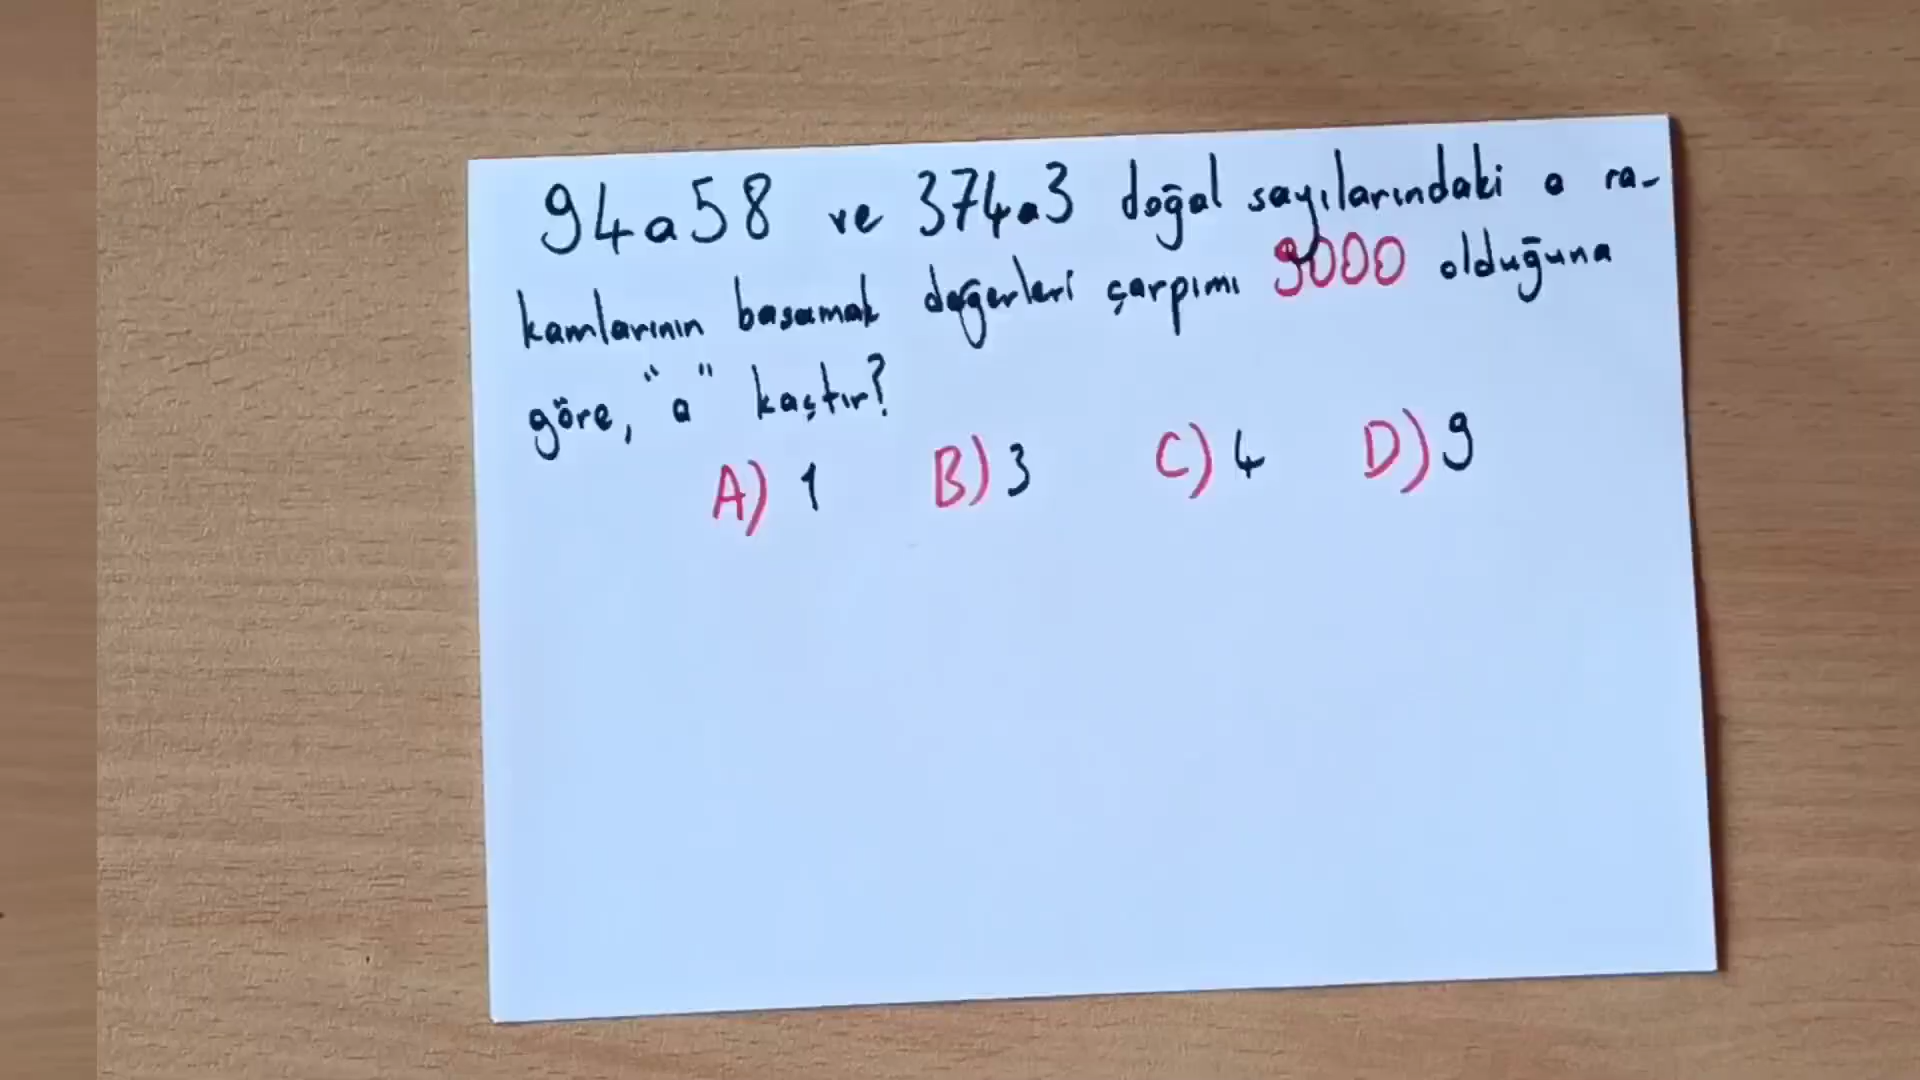 94a58 ve 374a3 doğal sayılarındaki a ra-
kamlarının basamak değerleri çarpımı 9000 olduğuna
göre, "a" kaçtır?
A) 1 B) 3 C) 4 D) 9